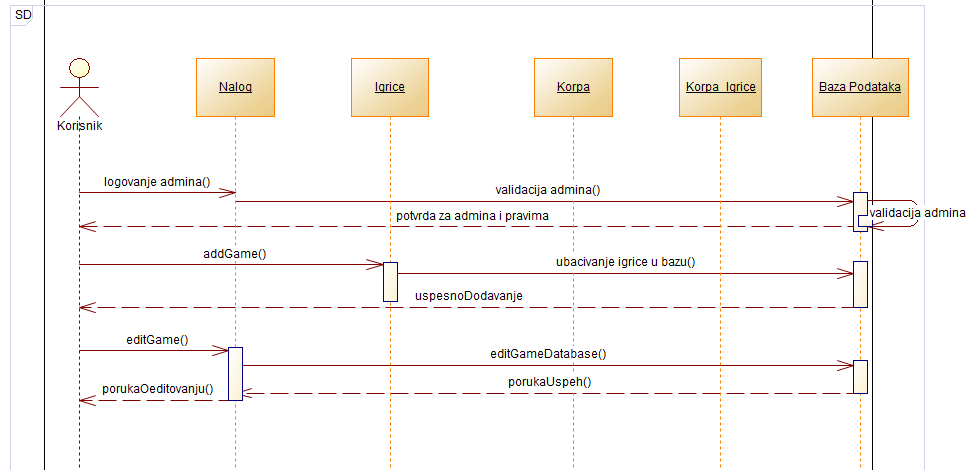 SD
Korisnik
Nalog
Igrice
Korpa
Korpa_Igrice
Baza Podataka
logovanje admina()
validacija admina()
validacija admina
potvrda za admina i pravima
addGame()
ubacivanje igrice u bazu()
uspesnoDodavanje
editGame()
editGameDatabase()
porukaUspeh()
porukaOeditovanju()